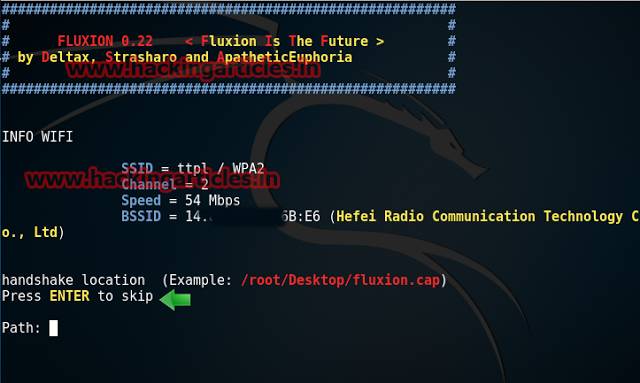 #########################################################
#                                                       #
#      FLUXION 0.22    < Fluxion Is The Future >        #
# by Deltax, Strasharo and ApatheticEuphoria            #
www.hackingarticles.in
#                                                       #
#########################################################
INFO WIFI
SSID = ttpl / WPA2
www.hackingarticles.in
Channel = 2
Speed = 54 Mbps
BSSID = 14. 6B:E6 (Hefei Radio Communication Technology C
o., Ltd)
handshake location  (Example: /root/Desktop/fluxion.cap)
Press ENTER to skip
Path: